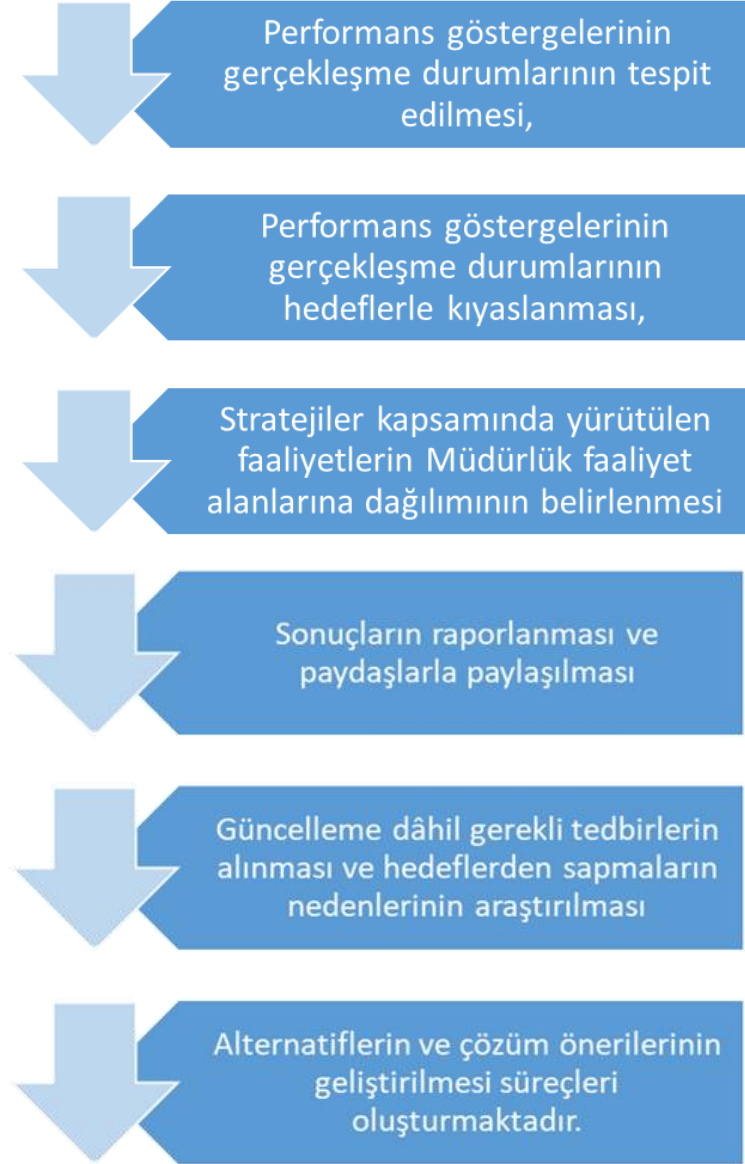 Performans göstergelerinin
gerçekleşme durumlarının tespit
edilmesi,
Performans göstergelerinin
gerçekleşme durumlarının
hedeflerle kıyaslanması,
Stratejiler kapsamında yürütülen
faaliyetlerin Müdürlük faaliyet
alanlarına dağılımının belirlenmesi
Sonuçların raporlanması ve
paydaşlarla paylaşılması
Güncelleme dâhil gerekli tedbirlerin
alınması ve hedeflerden sapmaların
nedenlerinin araştırılması
Alternatiflerin ve çözüm önerilerinin
geliştirilmesi süreçleri
oluşturmaktadır.